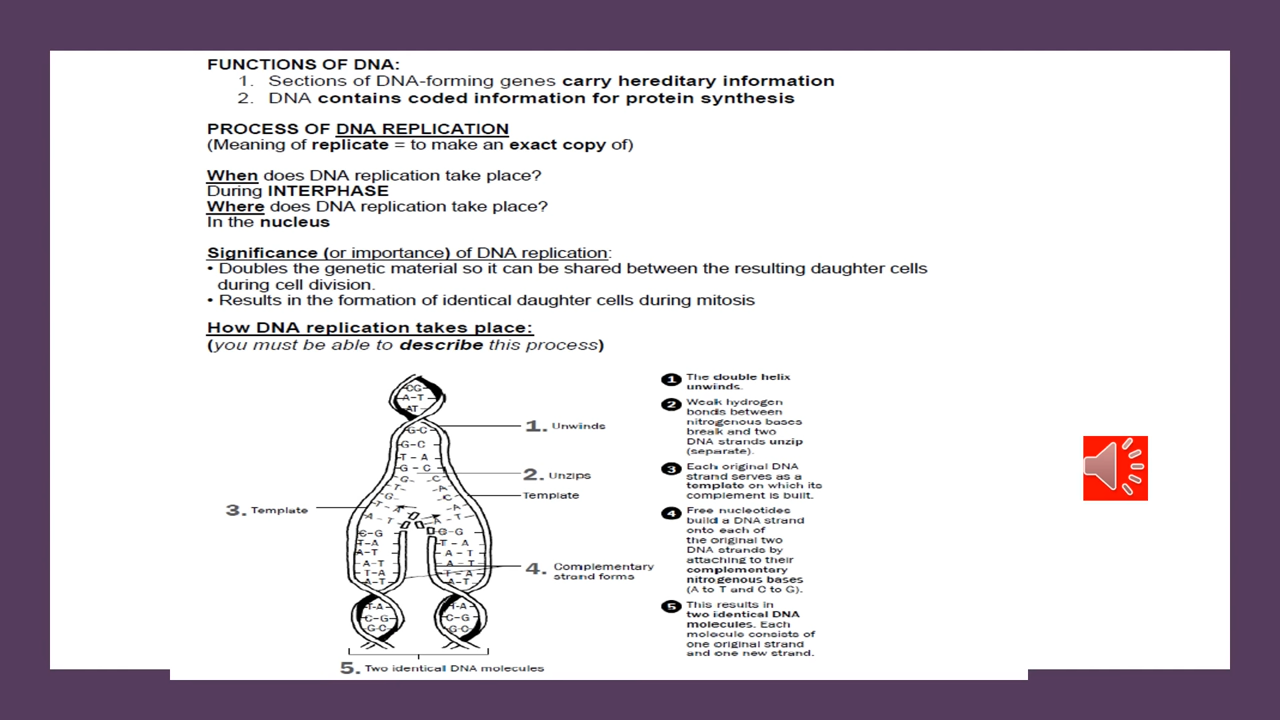 FUNCTIONS OF DNA:
1. Sections of DNA-forming genes carry hereditary information
2. DNA contains coded information for protein synthesis
PROCESS OF DNA REPLICATION
(Meaning of replicate = to make an exact copy of)
When does DNA replication take place?
During INTERPHASE
Where does DNA replication take place?
In the nucleus
Significance (or importance) of DNA replication:
• Doubles the genetic material so it can be shared between the resulting daughter cells
during cell division.
• Results in the formation of identical daughter cells during mitosis
How DNA replication takes place:
(you must be able to describe this process)
CG
A-T
AT
G-C
G-C
T - A
G - C
1. Unwinds
2. Unzips
Template
3. Template
4. Complementary
strand forms
C-G
T-A
A-T
A-T
T-A
A-T
C-G
T - A
A - T
A - T
T - A
A-T
T-A
C-G
G-C
T-A
C-G
G-C
5. Two identical DNA molecules
1 The double helix
unwinds.
2 Weak hydrogen
bonds between
nitrogenous bases
break and two
DNA strands unzip
(separate).
3 Each original DNA
strand serves as a
template on which its
complement is built.
4 Free nucleotides
build a DNA strand
onto each of
the original two
DNA strands by
attaching to their
complementary
nitrogenous bases
(A to T and C to G).
5 This results in
two identical DNA
molecules. Each
molecule consists of
one original strand
and one new strand.